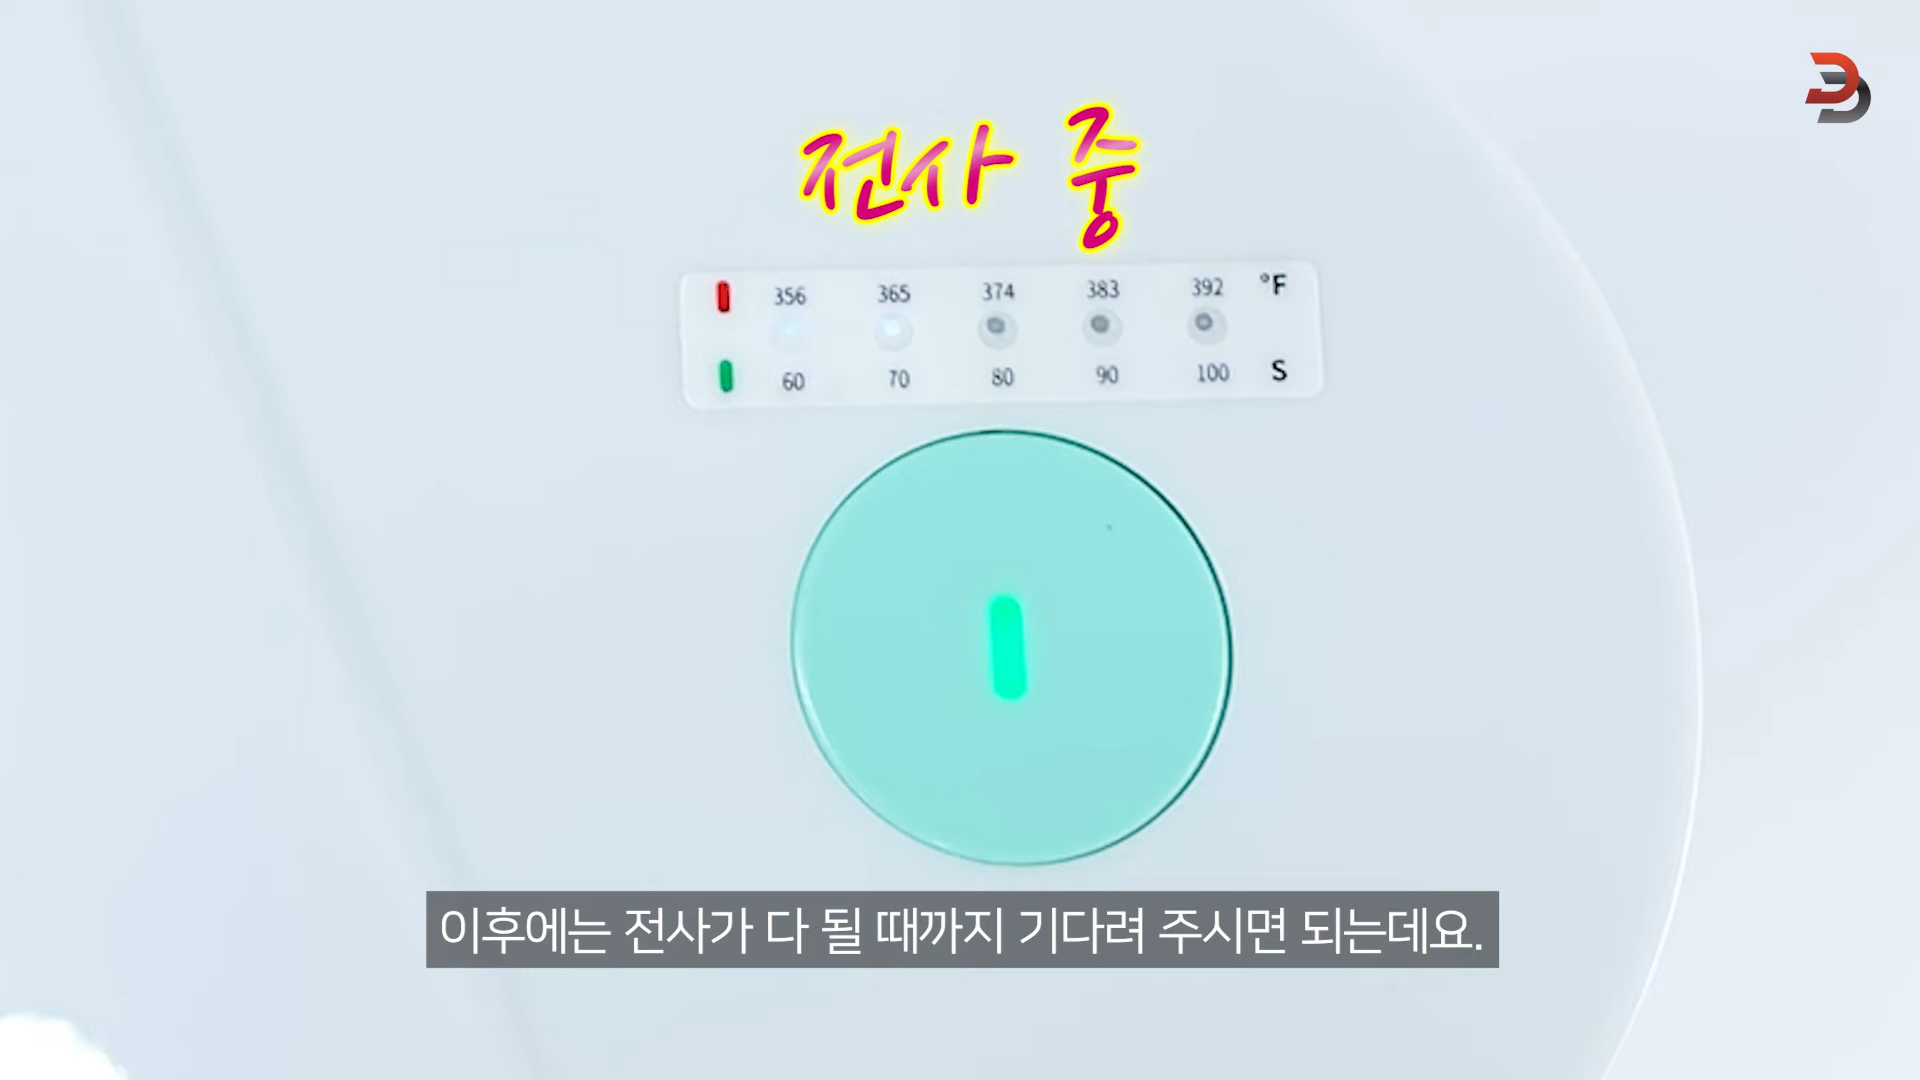 전사 중
356 365 374 383 392 °F
60 70 80 90 100 S
이후에는 전사가 다 될 때까지 기다려 주시면 되는데요.